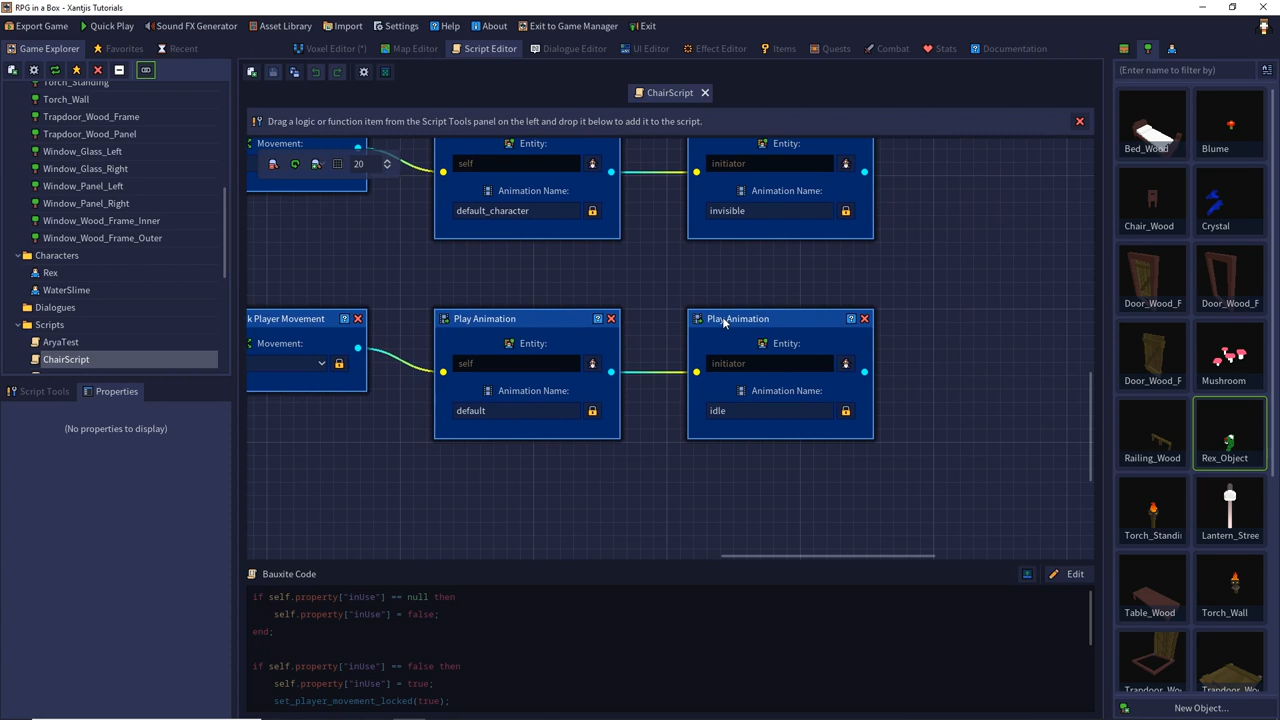 RPG in a Box - Xantjis Tutorials
Export Game Quick Play Sound FX Generator Asset Library Import Settings Help About Exit to Game Manager Exit
Game Explorer Favorites Recent
Voxel Editor (*) Map Editor Script Editor Dialogue Editor UI Editor Effect Editor Items Quests Combat Stats Documentation
Torch_Standing
Torch_Wall
Trapdoor_Wood_Frame
Trapdoor_Wood_Panel
Window_Glass_Left
Window_Glass_Right
Window_Panel_Left
Window_Panel_Right
Window_Wood_Frame_Inner
Window_Wood_Frame_Outer
Characters
Rex
WaterSlime
Dialogues
Scripts
AryaTest
ChairScript
Script Tools Properties
(No properties to display)
ChairScript
Drag a logic or function item from the Script Tools panel on the left and drop it below to add it to the script.
Movement:
20
Entity:
self
Animation Name:
default_character
Entity:
initiator
Animation Name:
invisible
k Player Movement
Movement:
Play Animation
Entity:
self
Animation Name:
default
Play Animation
Entity:
initiator
Animation Name:
idle
Bauxite Code
Edit
if self.property["inUse"] == null then
self.property["inUse"] = false;
end;
if self.property["inUse"] == false then
self.property["inUse"] = true;
set_player_movement_locked(true);
(Enter name to filter by)
Bed_Wood Blume
Chair_Wood Crystal
Door_Wood_F Door_Wood_F
Door_Wood_P Mushroom
Railing_Wood Rex_Object
Torch_Standi Lantern_Stree
Table_Wood Torch_Wall
Trapdoor_Wo Trapdoor_Wo
New Object...